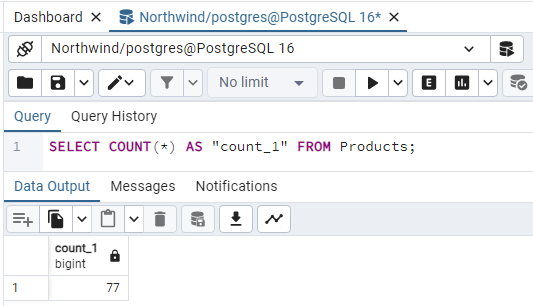 Dashboard
Northwind/postgres@PostgreSQL 16*
Northwind/postgres@PostgreSQL 16
No limit
E
Query Query History
1 SELECT COUNT(*) AS "count_1" FROM Products;
Data Output Messages Notifications
count_1
bigint
1 77